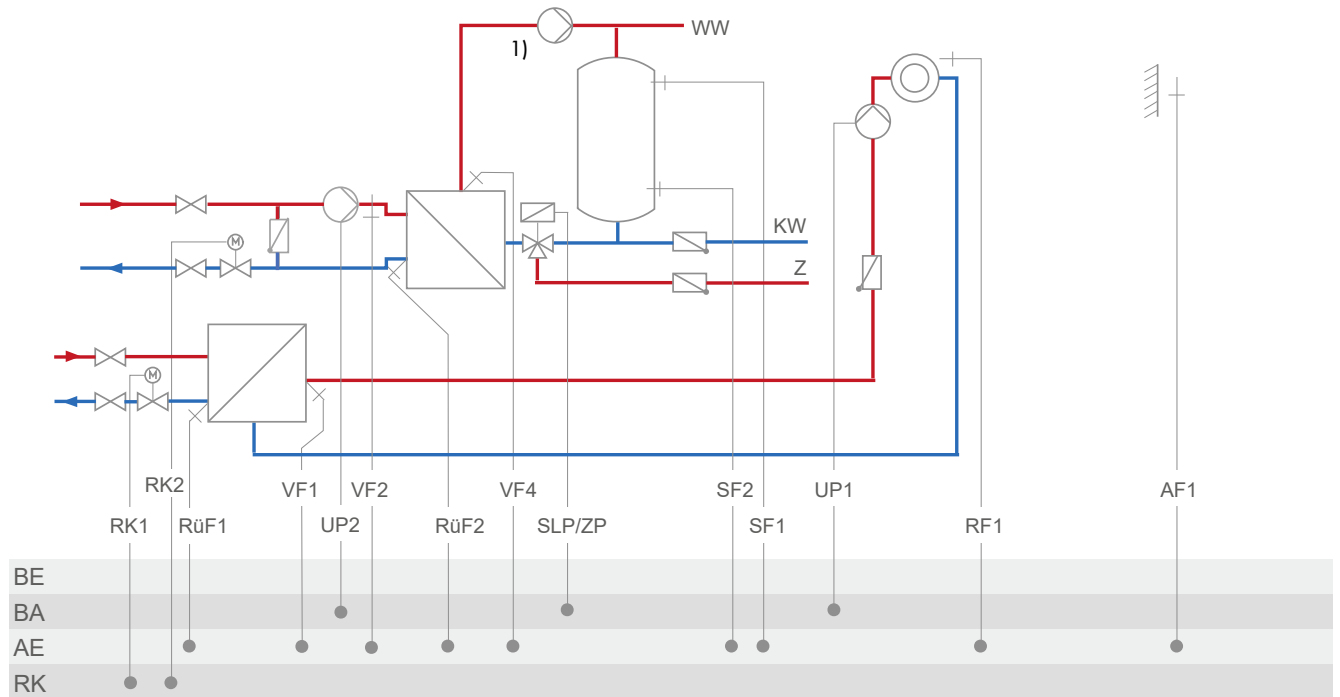 WW
1)
KW
Z
M
M
RK2
VF1
VF2
VF4
SF2
UP1
AF1
RK1
RüF1
UP2
RüF2
SLP/ZP
SF1
RF1
BE
BA
AE
RK